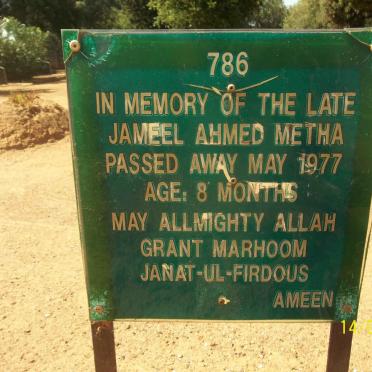 786
IN MEMORY OF THE LATE
JAMEEL AHMED METHA
PASSED AWAY MAY 1977
AGE: 8 MONTHS
MAY ALLMIGHTY ALLAH
GRANT MARHOOM
JANAT-UL-FIRDOUS
AMEEN